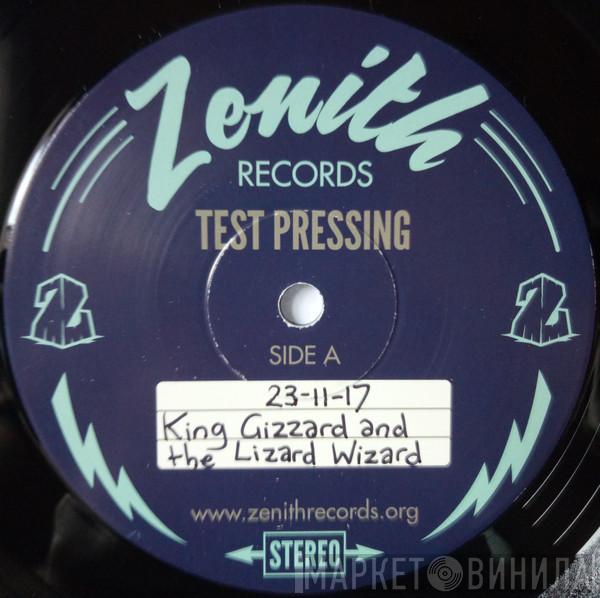 Zenith
RECORDS
TEST PRESSING
Z
Z
SIDE A
23-11-17
King Gizzard and
the Lizard Wizard
www.zenithrecords.org
STEREO
МАРКЕТ ВИНИЛА